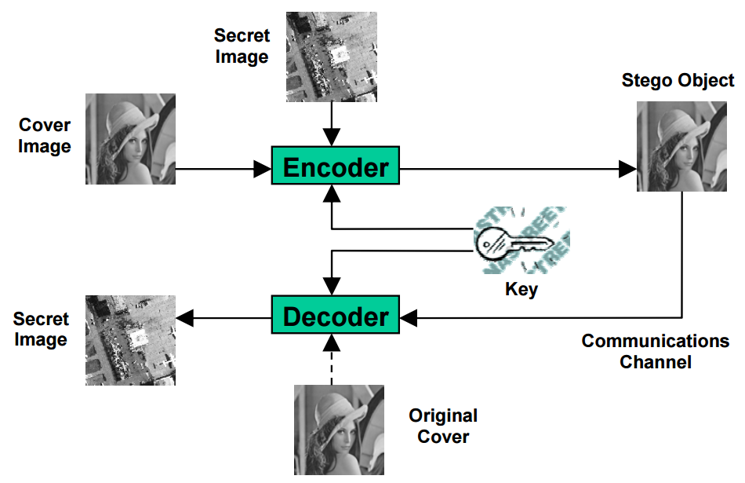 Secret
Image
Stego Object
Cover
Image
Encoder
Key
Secret
Image
Decoder
Communications
Channel
Original
Cover